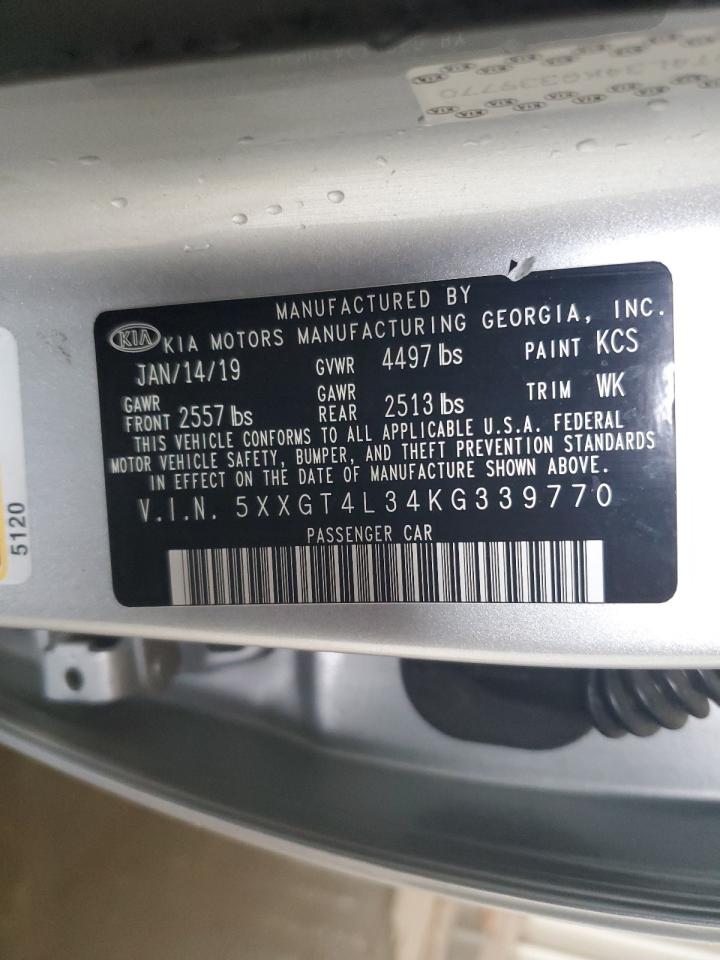 T4L34KG339770
MANUFACTURED BY
KIA KIA MOTORS MANUFACTURING GEORGIA, INC.
JAN/14/19 GVWR 4497 lbs PAINT KCS
GAWR FRONT 2557 lbs GAWR REAR 2513 lbs TRIM WK
THIS VEHICLE CONFORMS TO ALL APPLICABLE U.S.A. FEDERAL
MOTOR VEHICLE SAFETY, BUMPER, AND THEFT PREVENTION STANDARDS
IN EFFECT ON THE DATE OF MANUFACTURE SHOWN ABOVE.
V.I.N. 5XXGT4L34KG339770
PASSENGER CAR
5120